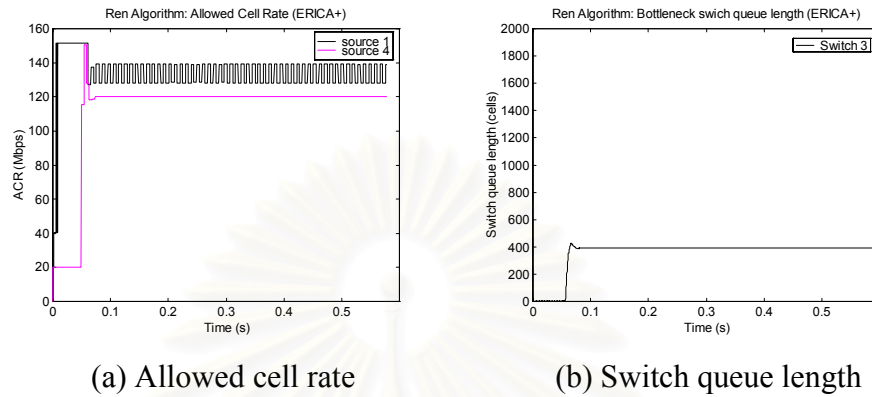 Ren Algorithm: Allowed Cell Rate (ERICA+)
160
140
120
100
80
60
40
20
0
ACR (Mbps)
source 1
source 4
0
0.1
0.2
0.3
0.4
0.5
Time (s)
(a) Allowed cell rate
Ren Algorithm: Bottleneck swich queue length (ERICA+)
2000
1800
1600
1400
1200
1000
800
600
400
200
0
Switch queue length (cells)
Switch 3
0
0.1
0.2
0.3
0.4
0.5
Time (s)
(b) Switch queue length